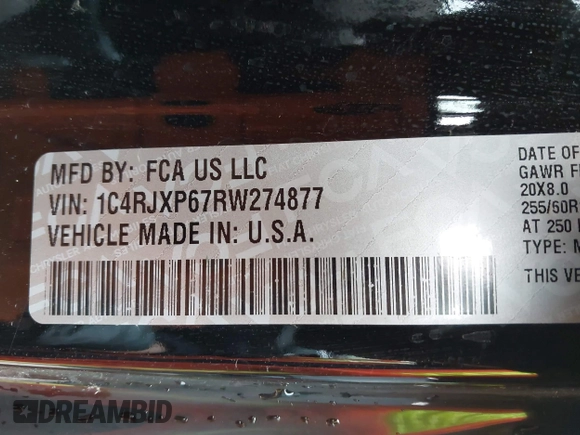 MFD BY: FCA US LLC
VIN: 1C4RJXP67RW274877
VEHICLE MADE IN: U.S.A.
DATE OF
GAWR F
20X8.0
255/50R
AT 250
TYPE: M
THIS VE
DREAMBID